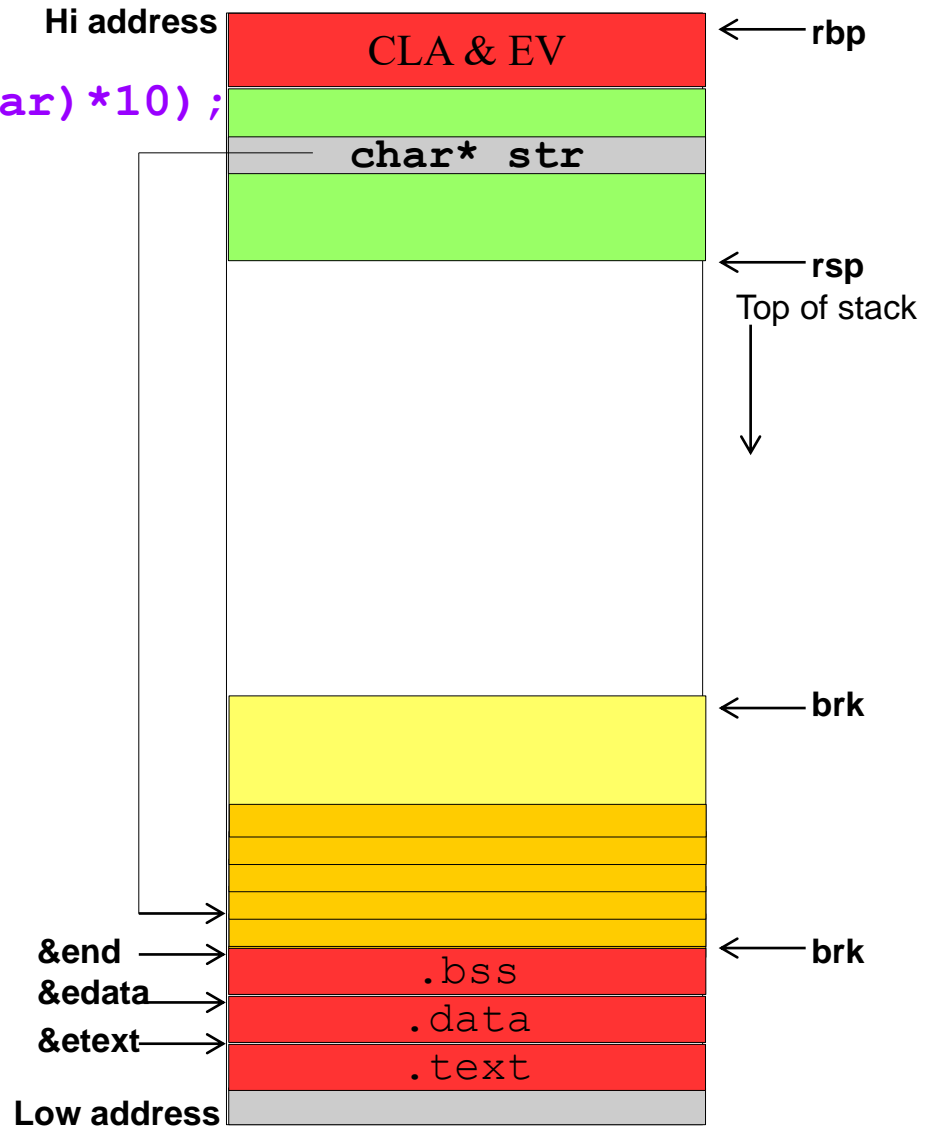 Hi address
CLA & EV
rbp
ar)*10);
char* str
rsp
Top of stack
brk
&end
brk
.bss
&edata
.data
&etext
.text
Low address